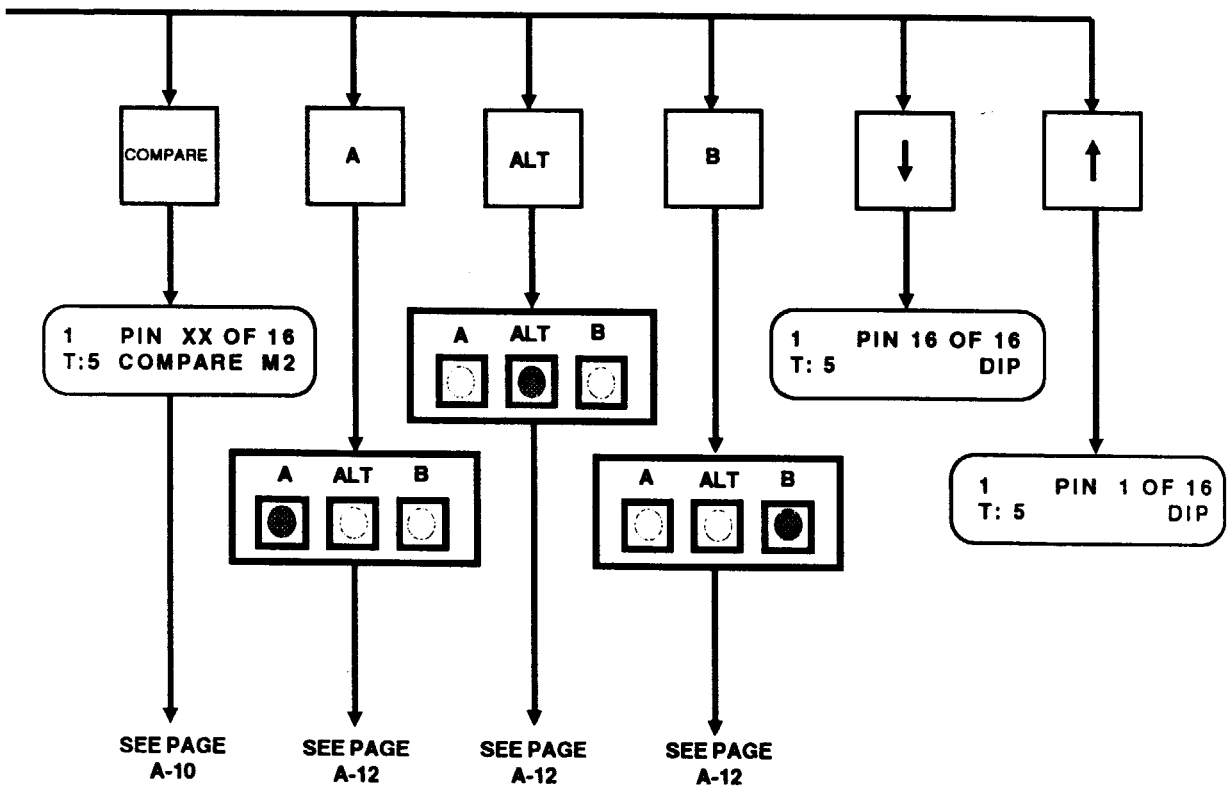 COMPARE
A
ALT
B
↓
↑
1 PIN XX OF 16
T:5 COMPARE M2
A ALT B
1 PIN 16 OF 16
T: 5 DIP
A ALT B
A ALT B
1 PIN 1 OF 16
T: 5 DIP
SEE PAGE
A-10
SEE PAGE
A-12
SEE PAGE
A-12
SEE PAGE
A-12